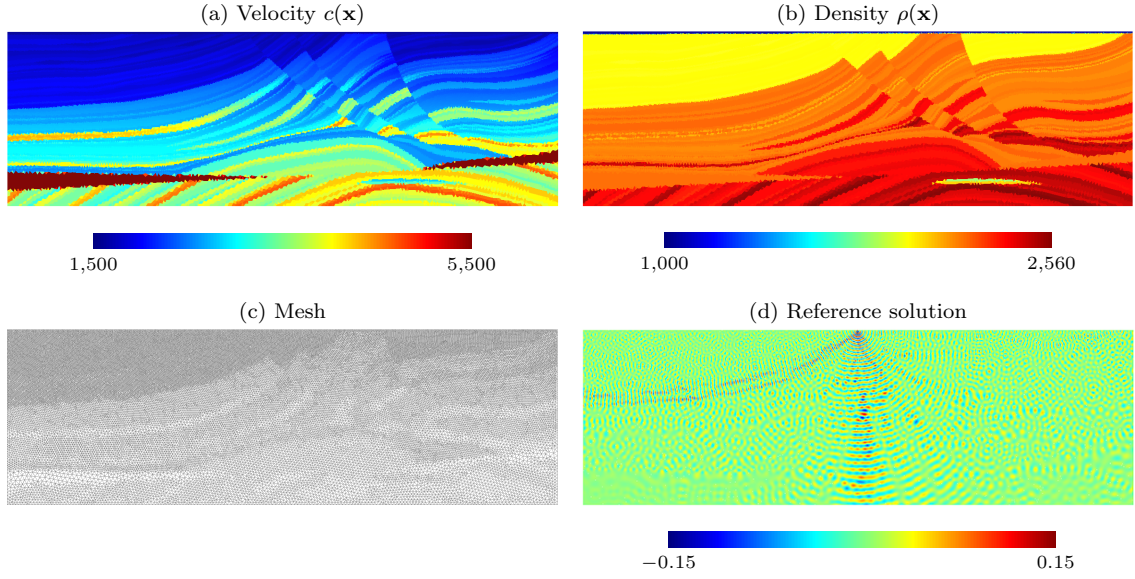 (a) Velocity c(x)
(b) Density ρ(x)
1,500
5,500
1,000
2,560
(c) Mesh
(d) Reference solution
−0.15
0.15